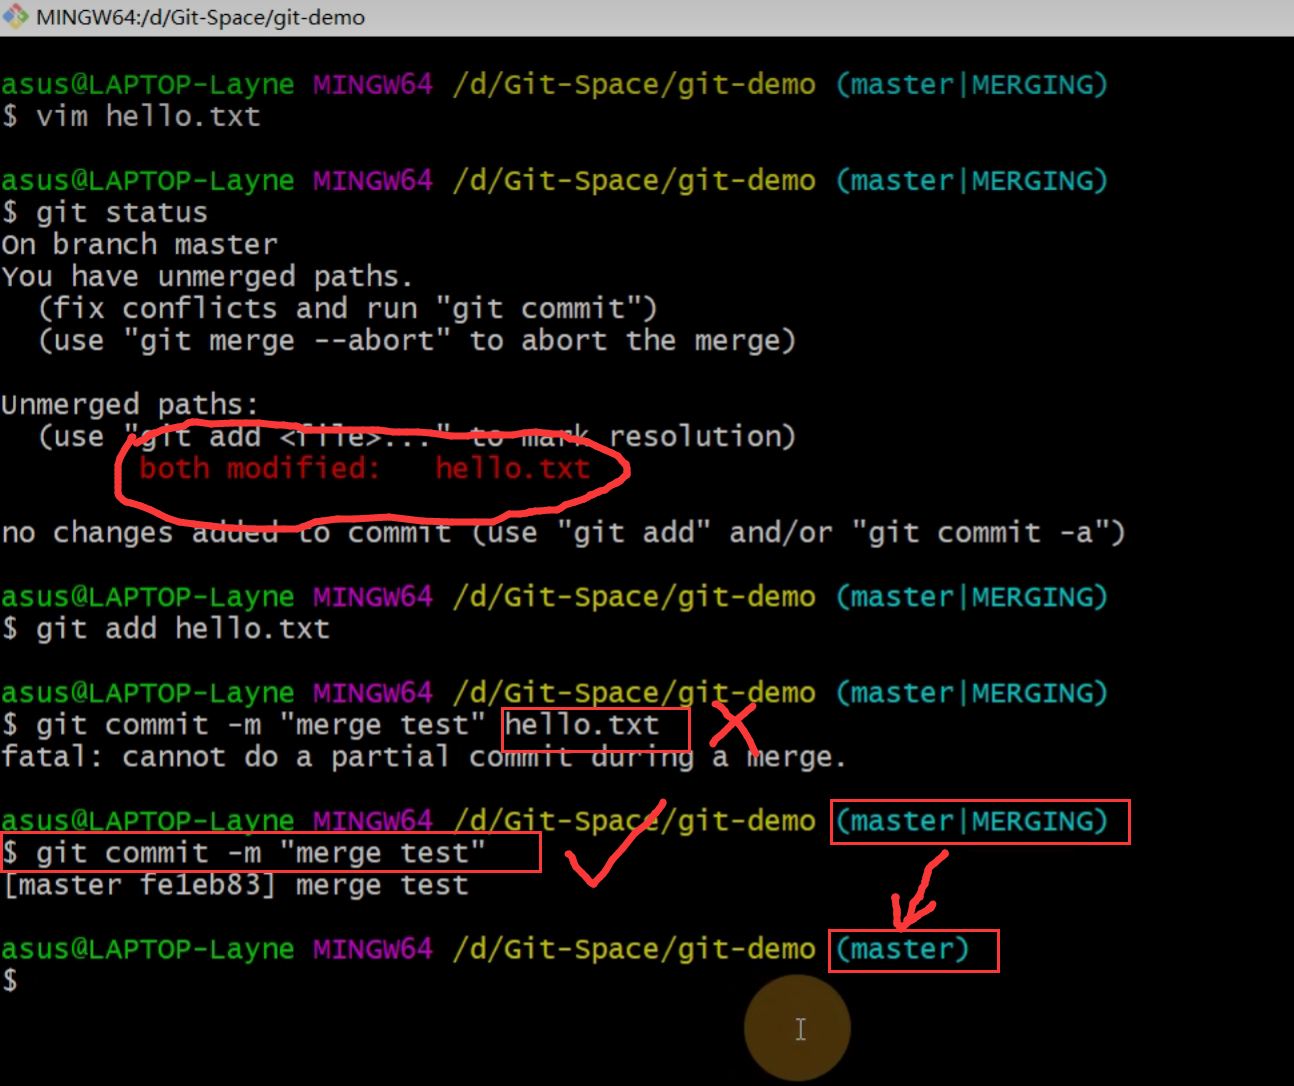 MINGW64:/d/Git-Space/git-demo
asus@LAPTOP-Layne MINGW64 /d/Git-Space/git-demo (master|MERGING)
$ vim hello.txt
asus@LAPTOP-Layne MINGW64 /d/Git-Space/git-demo (master|MERGING)
$ git status
On branch master
You have unmerged paths.
  (fix conflicts and run "git commit")
  (use "git merge --abort" to abort the merge)
Unmerged paths:
  (use "git add <file>..." to mark resolution)
        both modified:   hello.txt
no changes added to commit (use "git add" and/or "git commit -a")
asus@LAPTOP-Layne MINGW64 /d/Git-Space/git-demo (master|MERGING)
$ git add hello.txt
asus@LAPTOP-Layne MINGW64 /d/Git-Space/git-demo (master|MERGING)
$ git commit -m "merge test" hello.txt
fatal: cannot do a partial commit during a merge.
asus@LAPTOP-Layne MINGW64 /d/Git-Space/git-demo (master|MERGING)
$ git commit -m "merge test"
[master fe1eb83] merge test
asus@LAPTOP-Layne MINGW64 /d/Git-Space/git-demo (master)
$